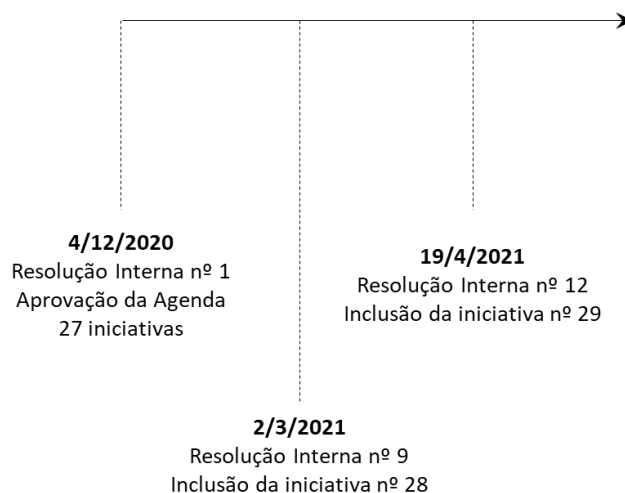 4/12/2020
Resolução Interna nº 1
Aprovação da Agenda
27 iniciativas
2/3/2021
Resolução Interna nº 9
Inclusão da iniciativa nº 28
19/4/2021
Resolução Interna nº 12
Inclusão da iniciativa nº 29